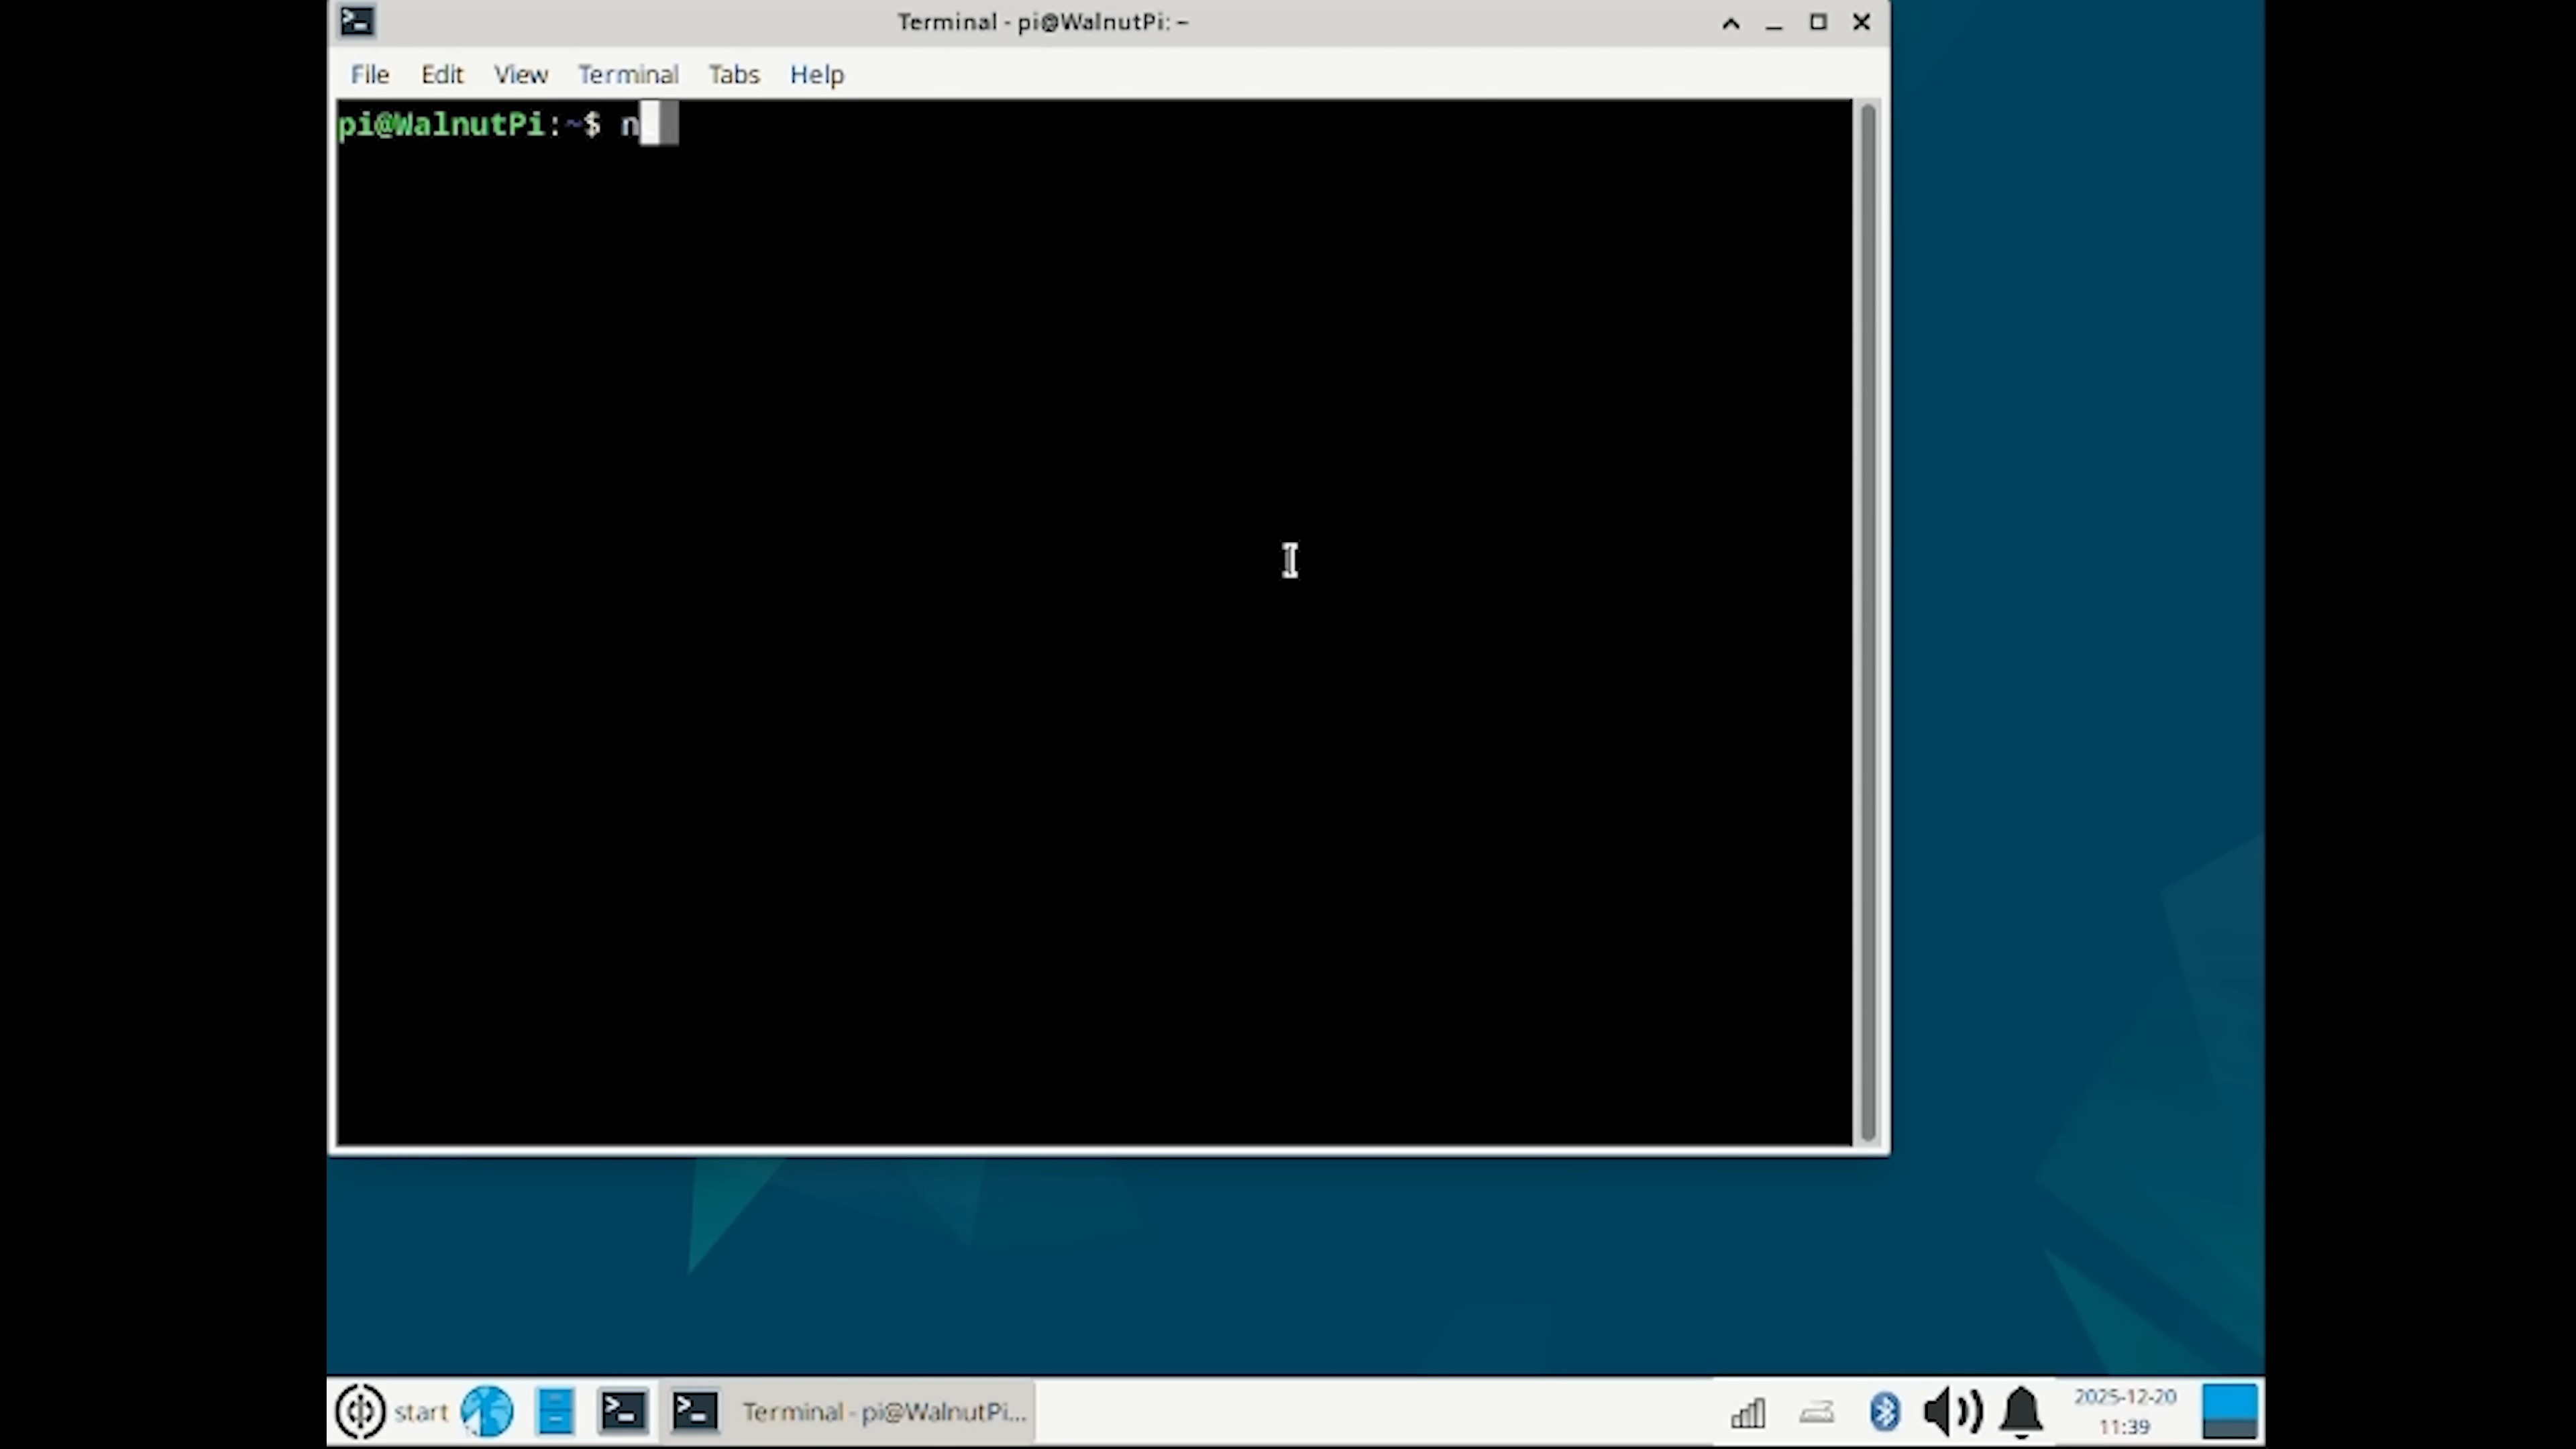 Terminal - pi@WalnutPi: ~
File Edit View Terminal Tabs Help
pi@WalnutPi:~$ n
start
Terminal - pi@WalnutPi...
2025-12-20
11:39